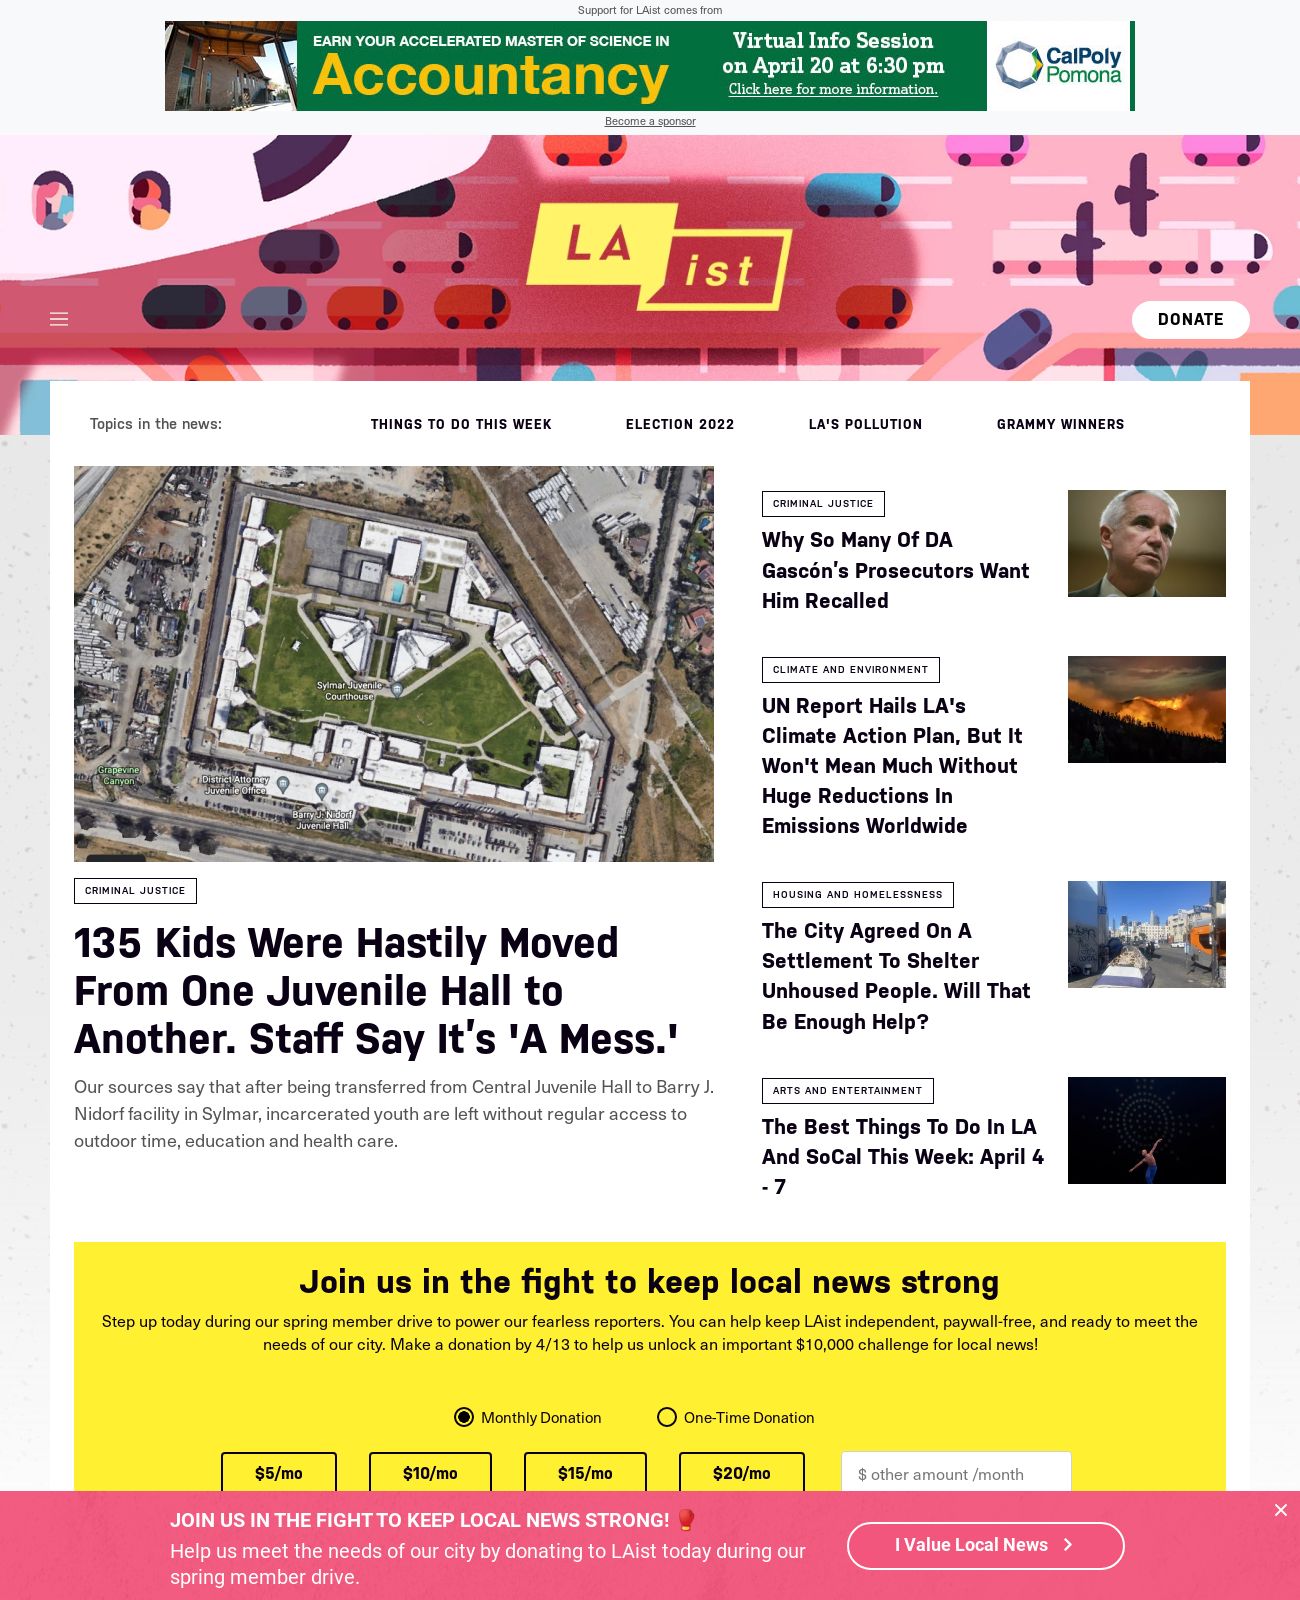 Support for LAist comes from
EARN YOUR ACCELERATED MASTER OF SCIENCE IN
Accountancy
Virtual Info Session
on April 20 at 6:30 pm
Click here for more information.
CalPoly
Pomona
Become a sponsor
LA
ist
DONATE
Topics in the news:
THINGS TO DO THIS WEEK
ELECTION 2022
LA'S POLLUTION
GRAMMY WINNERS
Sylmar Juvenile
Courthouse
Grapevine
Canyon
District Attorney
Juvenile Office
Barry J. Nidorf
Juvenile Hall
CRIMINAL JUSTICE
135 Kids Were Hastily Moved
From One Juvenile Hall to
Another. Staff Say It’s 'A Mess.'
Our sources say that after being transferred from Central Juvenile Hall to Barry J.
Nidorf facility in Sylmar, incarcerated youth are left without regular access to
outdoor time, education and health care.
CRIMINAL JUSTICE
Why So Many Of DA
Gascón’s Prosecutors Want
Him Recalled
CLIMATE AND ENVIRONMENT
UN Report Hails LA's
Climate Action Plan, But It
Won't Mean Much Without
Huge Reductions In
Emissions Worldwide
HOUSING AND HOMELESSNESS
The City Agreed On A
Settlement To Shelter
Unhoused People. Will That
Be Enough Help?
ARTS AND ENTERTAINMENT
The Best Things To Do In LA
And SoCal This Week: April 4
- 7
Join us in the fight to keep local news strong
Step up today during our spring member drive to power our fearless reporters. You can help keep LAist independent, paywall-free, and ready to meet the
needs of our city. Make a donation by 4/13 to help us unlock an important $10,000 challenge for local news!
Monthly Donation
One-Time Donation
$5/mo
$10/mo
$15/mo
$20/mo
$ other amount /month
JOIN US IN THE FIGHT TO KEEP LOCAL NEWS STRONG! 🥊
Help us meet the needs of our city by donating to LAist today during our
spring member drive.
I Value Local News